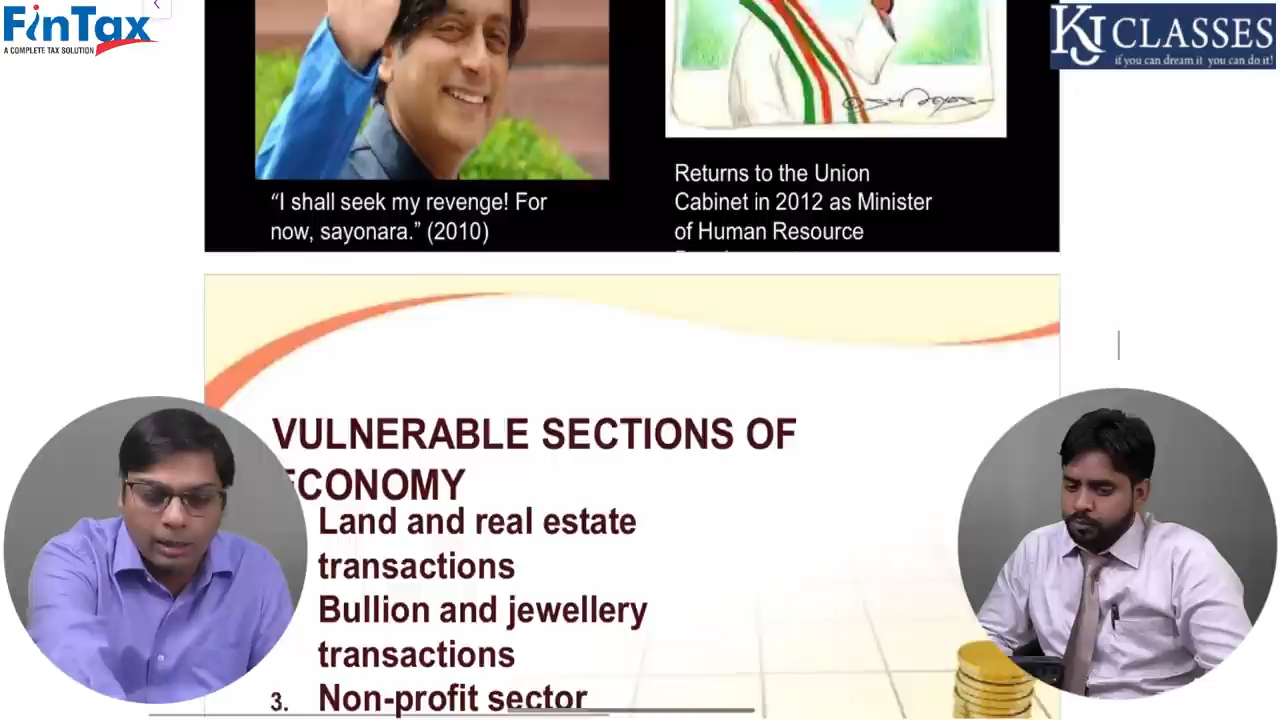 FinTax
A COMPLETE TAX SOLUTION
KJ CLASSES
if you can dream it you can do it!
“I shall seek my revenge! For
now, sayonara.” (2010)
Returns to the Union
Cabinet in 2012 as Minister
of Human Resource
VULNERABLE SECTIONS OF
ECONOMY
Land and real estate
transactions
Bullion and jewellery
transactions
3. Non-profit sector